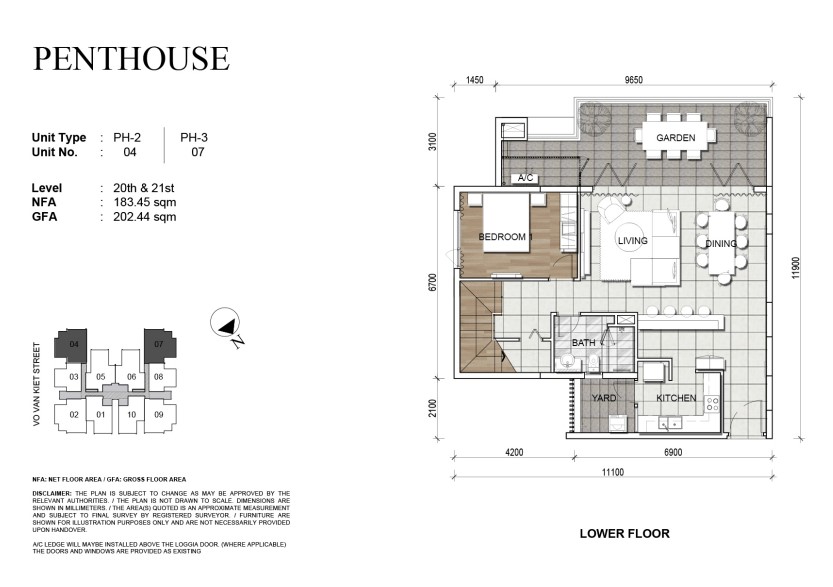 PENTHOUSE
Unit Type : PH-2 PH-3
Unit No. : 04 07
Level : 20th & 21st
NFA : 183.45 sqm
GFA : 202.44 sqm
VO VAN KIET STREET
04
07
03
05
06
08
02
01
10
09
N
NFA: NET FLOOR AREA / GFA: GROSS FLOOR AREA
DISCLAIMER: THE PLAN IS SUBJECT TO CHANGE AS MAY BE APPROVED BY THE
RELEVANT AUTHORITIES. / THE PLAN IS NOT DRAWN TO SCALE. DIMENSIONS ARE
SHOWN IN MILLIMETERS. / THE AREA(S) QUOTED IS AN APPROXIMATE MEASUREMENT
AND SUBJECT TO FINAL SURVEY BY REGISTERED SURVEYOR. / FURNITURE ARE
SHOWN FOR ILLUSTRATION PURPOSES ONLY AND ARE NOT NECESSARILY PROVIDED
UPON HANDOVER.
A/C LEDGE WILL MAYBE INSTALLED ABOVE THE LOGGIA DOOR. (WHERE APPLICABLE)
THE DOORS AND WINDOWS ARE PROVIDED AS EXISTING
1450
9650
3100
GARDEN
A/C
BEDROOM 1
LIVING
DINING
6700
11900
BATH
2100
YARD
KITCHEN
4200
6900
11100
LOWER FLOOR